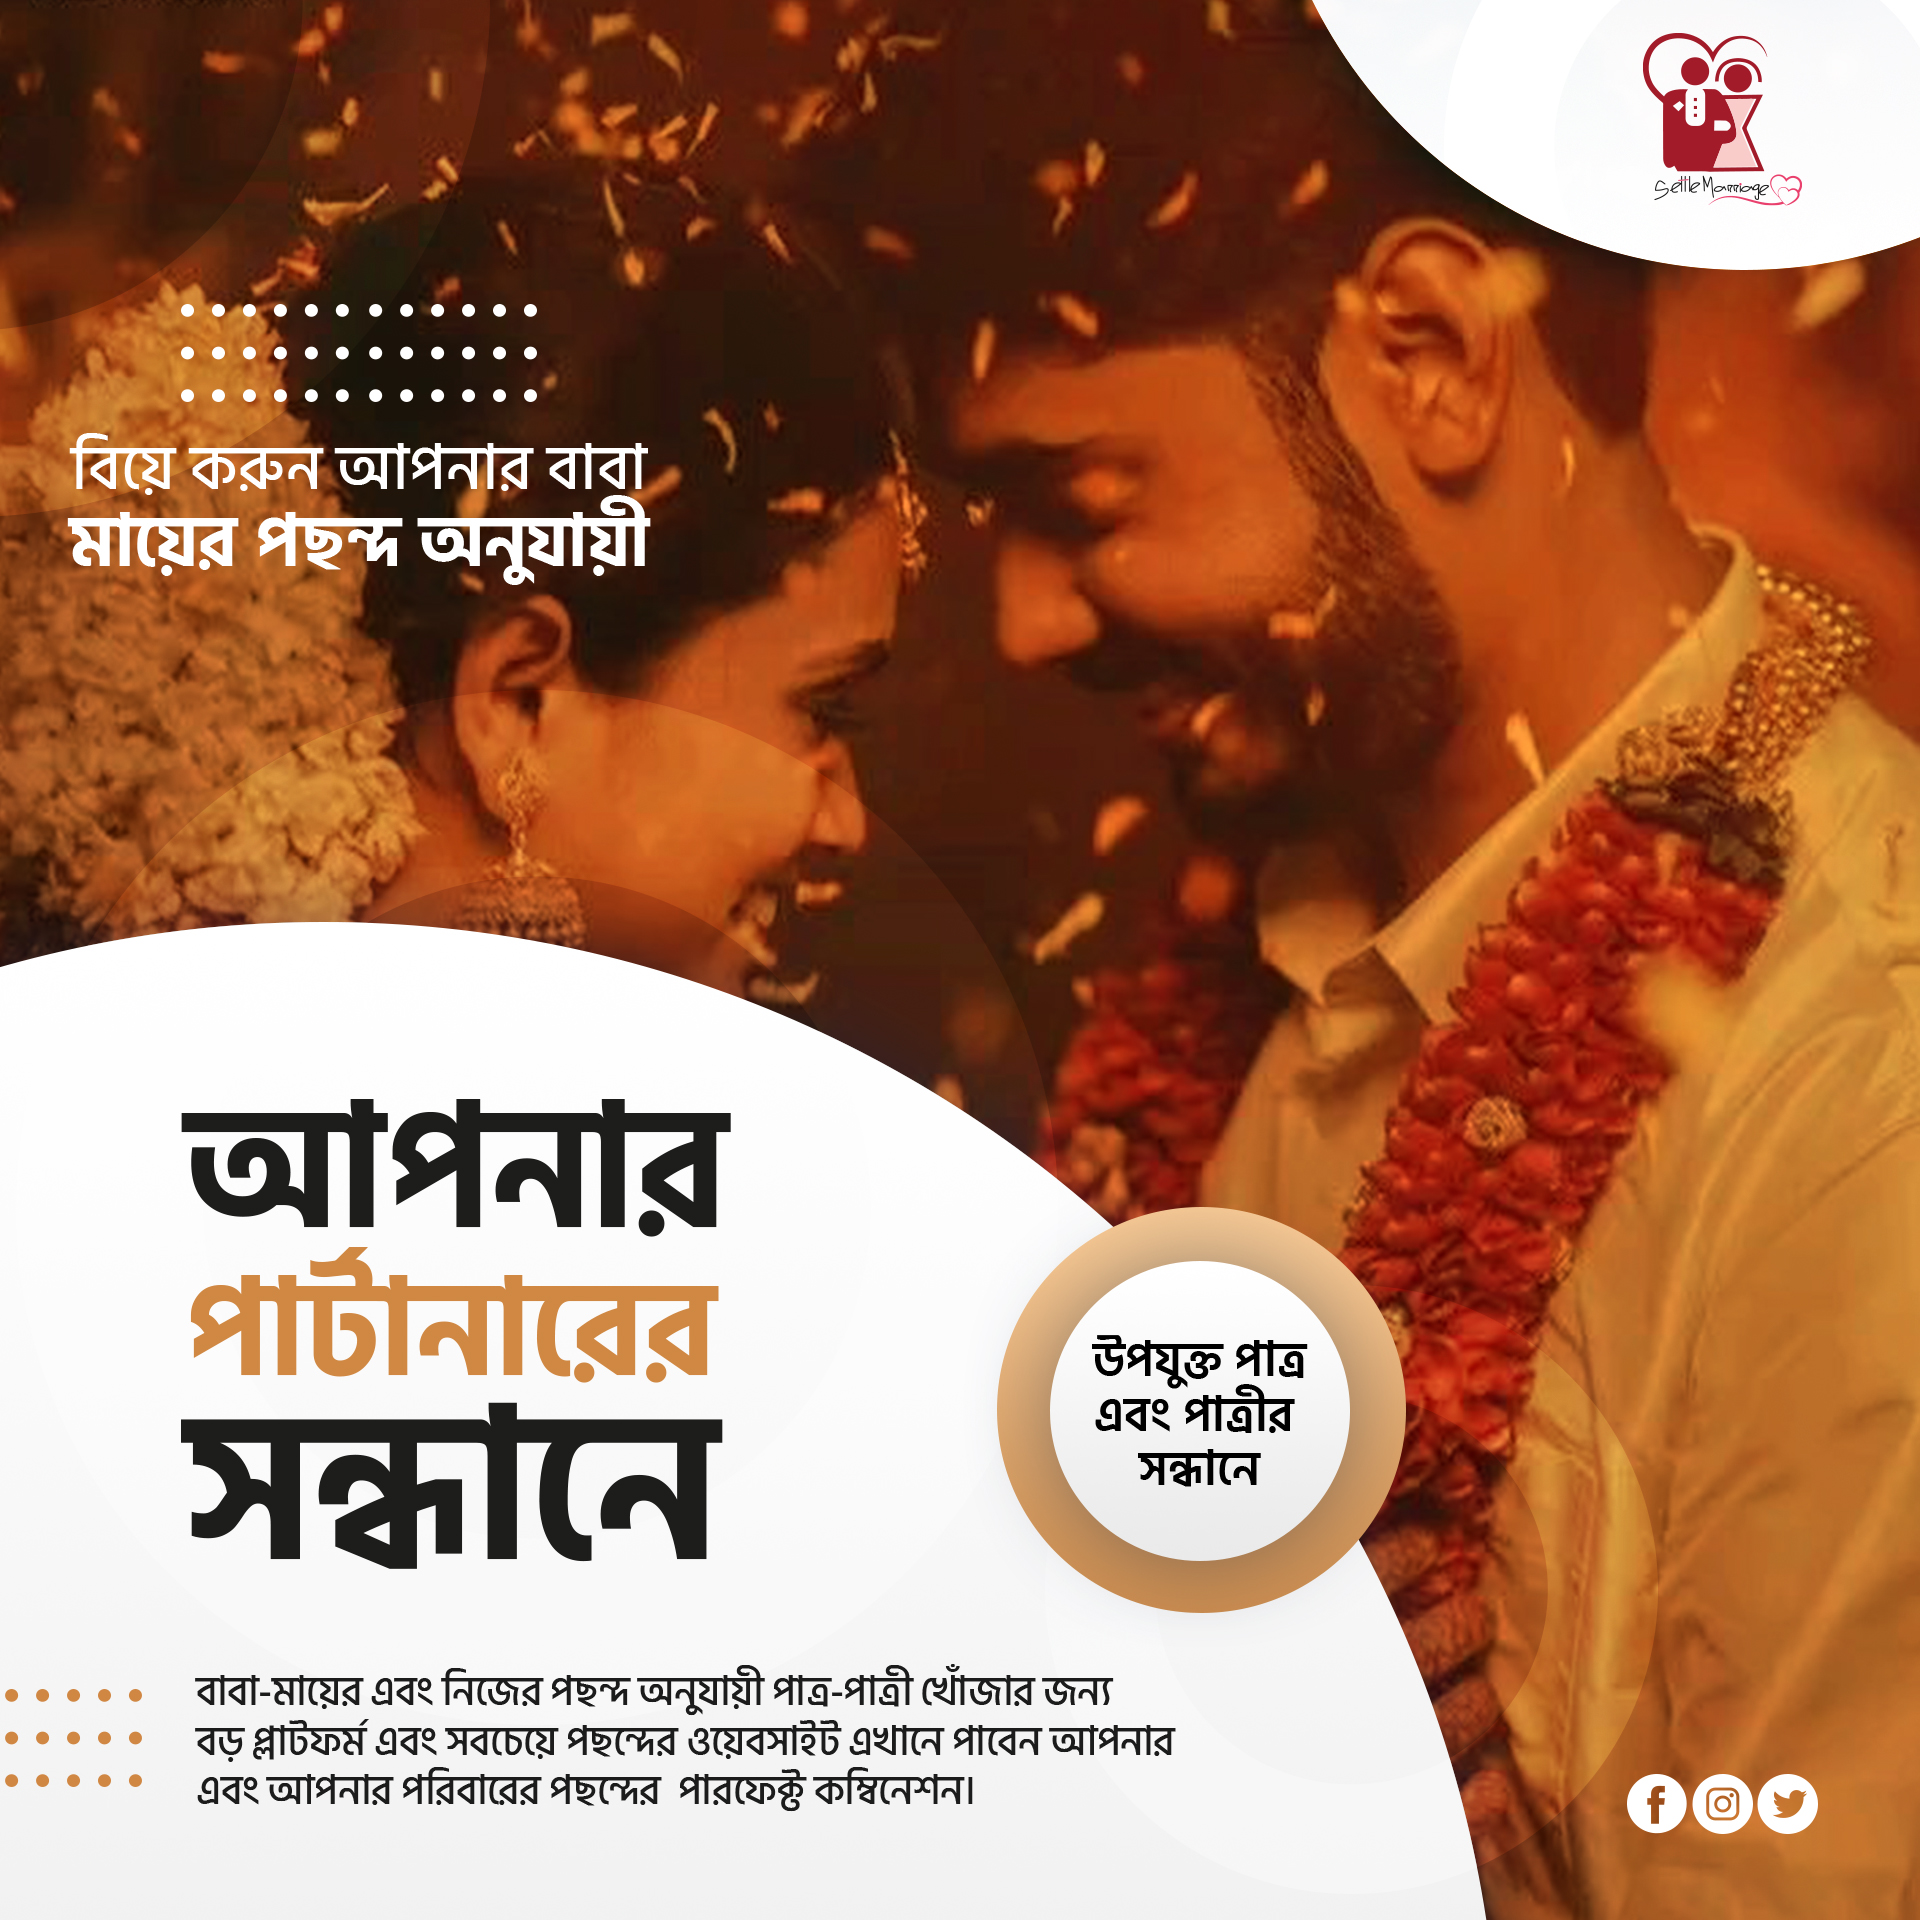 Settle Marriage
বিয়ে করুন আপনার বাবা
মায়ের পছন্দ অনুযায়ী
আপনার
পার্টানারের
সন্ধানে
উপযুক্ত পাত্র
এবং পাত্রীর
সন্ধানে
বাবা-মায়ের এবং নিজের পছন্দ অনুযায়ী পাত্র-পাত্রী খোঁজার জন্য
বড় প্লাটফর্ম এবং সবচেয়ে পছন্দের ওয়েবসাইট এখানে পাবেন আপনার
এবং আপনার পরিবারের পছন্দের পারফেক্ট কম্বিনেশন।